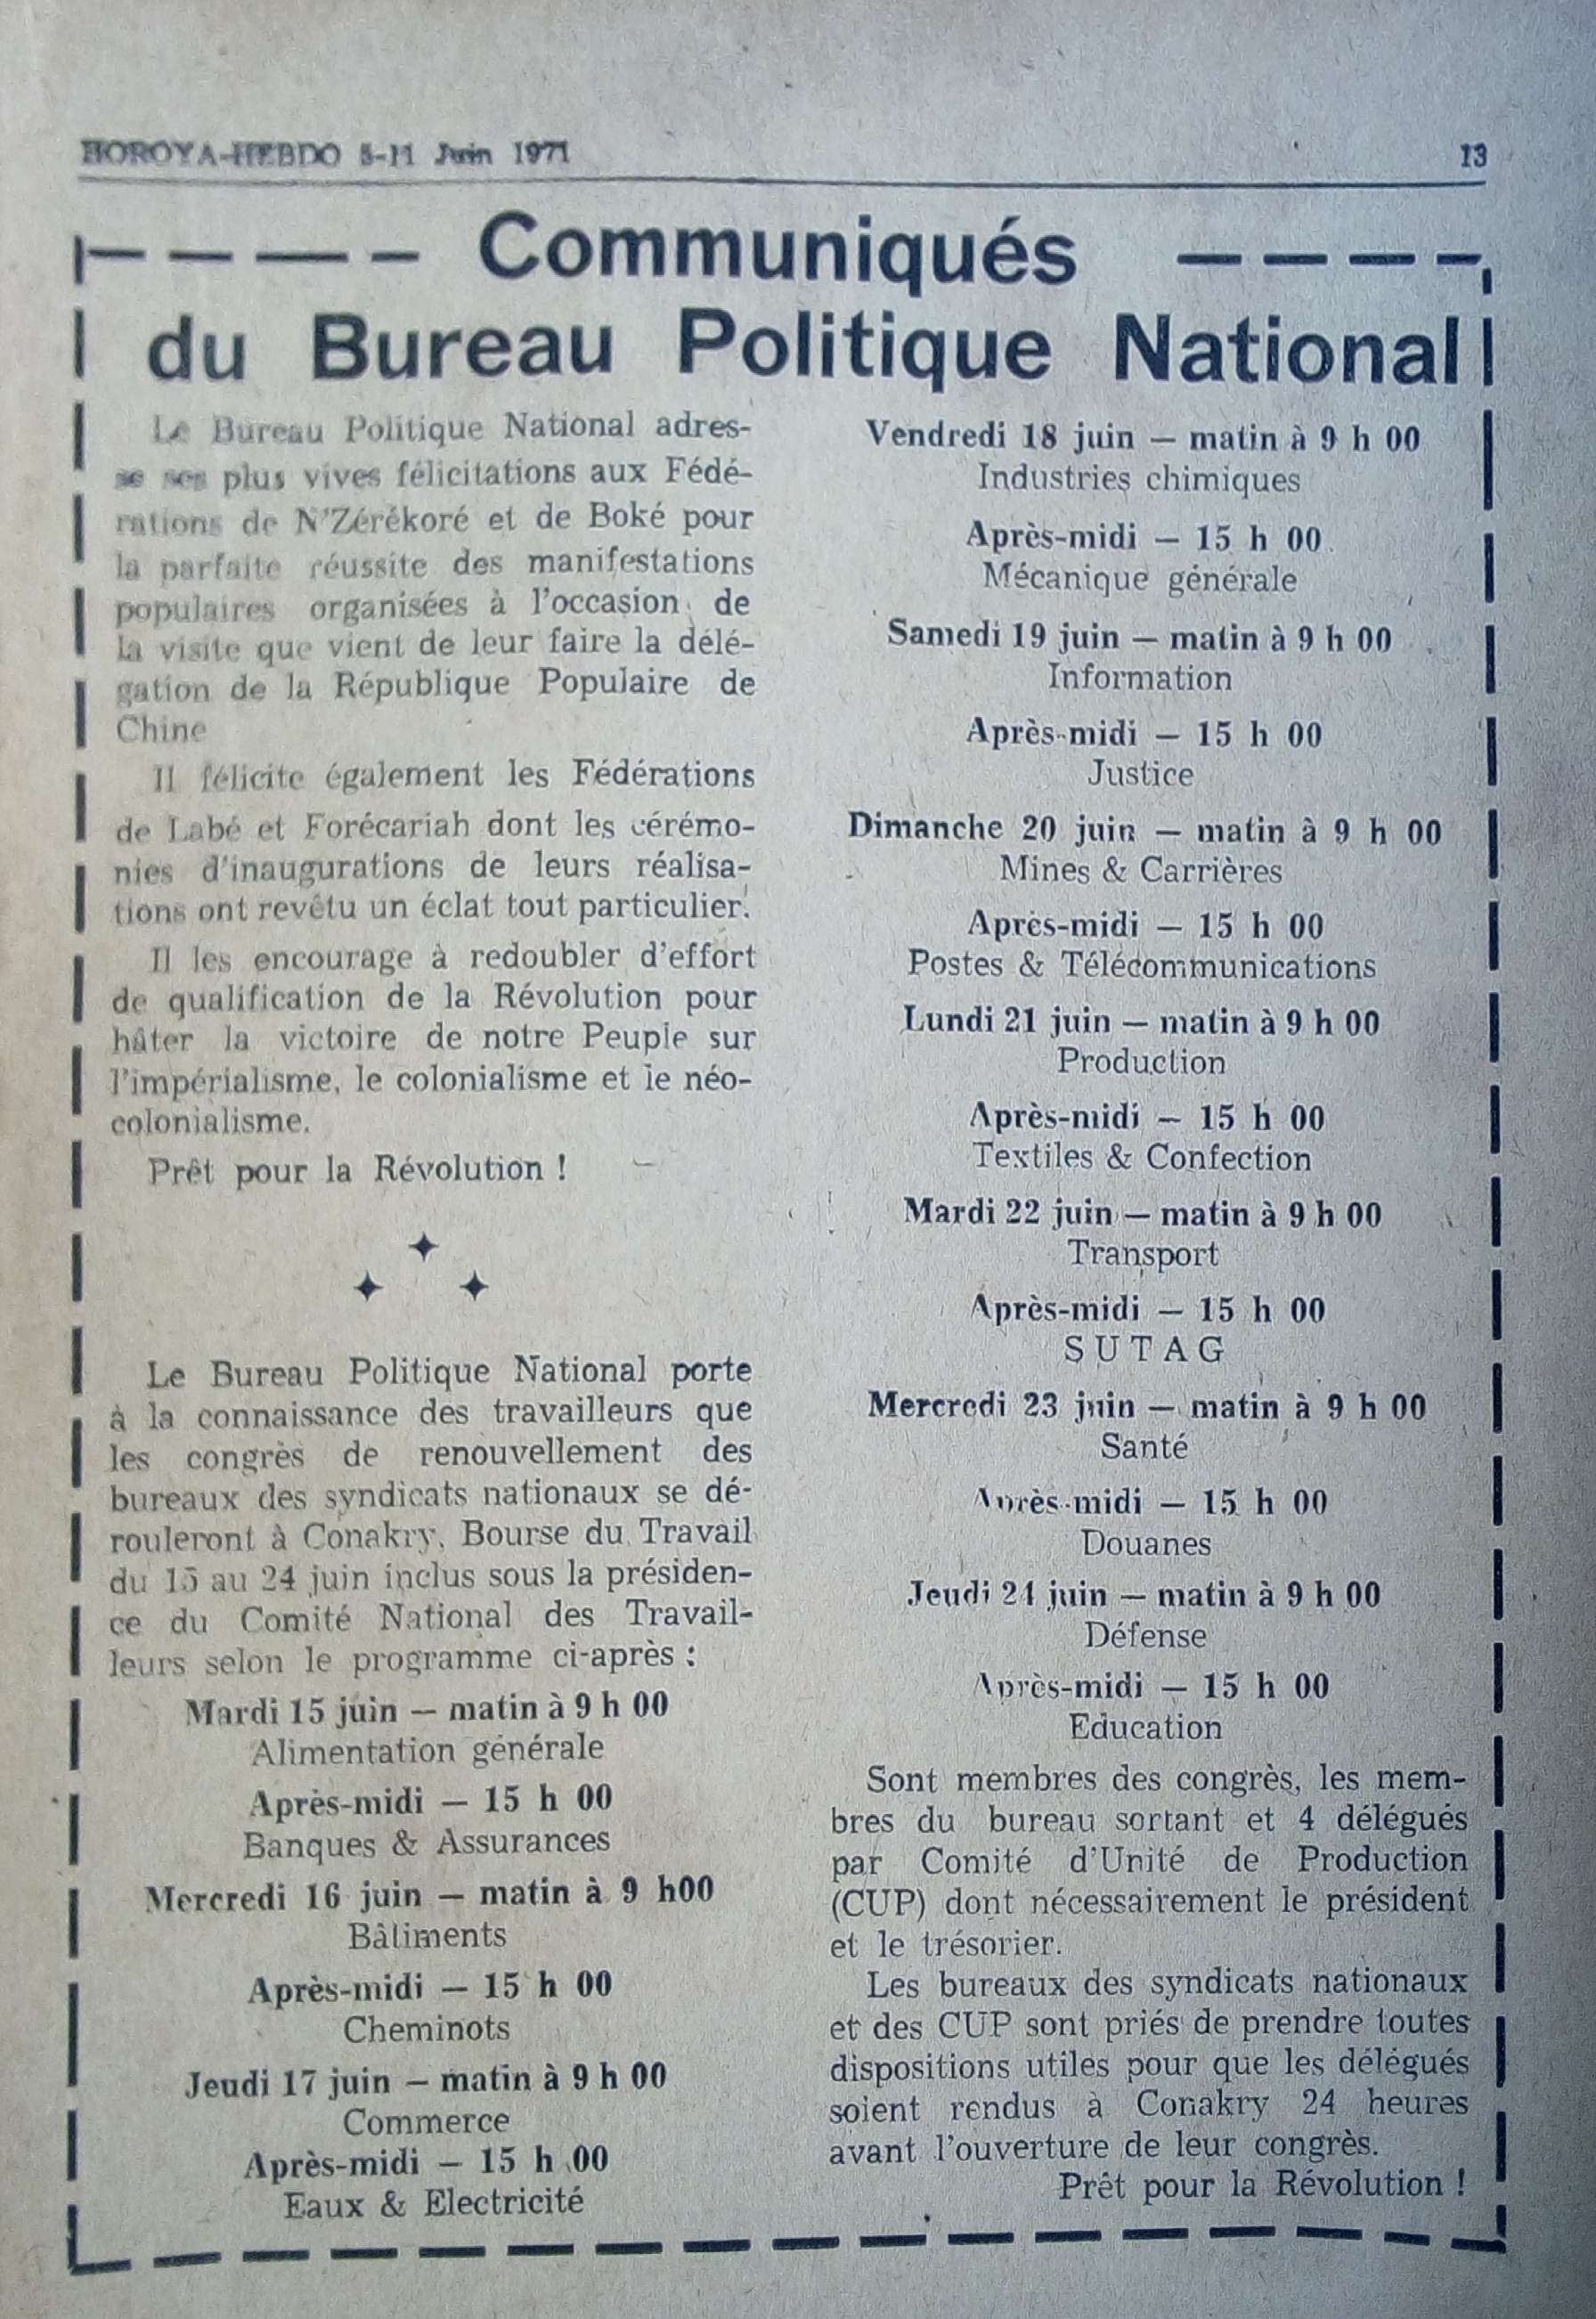 HOROYA-HEBDO 5-11 Juin 1971
13
Communiqués
du Bureau Politique National
Le Bureau Politique National adres-
se ses plus vives félicitations aux Fédé-
rations de N'Zérékoré et de Boké pour
la parfaite réussite des manifestations
populaires organisées à l'occasion de
la visite que vient de leur faire la délé-
gation de la République Populaire de
Chine
Il félicite également les Fédérations
de Labé et Forécariah dont les cérémo-
nies d'inaugurations de leurs réalisa-
tions ont revêtu un éclat tout particulier.
Il les encourage à redoubler d'effort
de qualification de la Révolution pour
hâter la victoire de notre Peuple sur
l'impérialisme, le colonialisme et le néo-
colonialisme.
Prêt pour la Révolution !
Le Bureau Politique National porte
à la connaissance des travailleurs que
les congrès de renouvellement des
bureaux des syndicats nationaux se dé-
rouleront à Conakry, Bourse du Travail
du 15 au 24 juin inclus sous la présiden-
ce du Comité National des Travail-
leurs selon le programme ci-après :
Mardi 15 juin — matin à 9 h 00
Alimentation générale
Après-midi — 15 h 00
Banques & Assurances
Mercredi 16 juin — matin à 9 h00
Bâtiments
Après-midi — 15 h 00
Cheminots
Jeudi 17 juin — matin à 9 h 00
Commerce
Après-midi — 15 h 00
Eaux & Electricité
Vendredi 18 juin — matin à 9 h 00
Industries chimiques
Après-midi — 15 h 00
Mécanique générale
Samedi 19 juin — matin à 9 h 00
Information
Après-midi — 15 h 00
Justice
Dimanche 20 juin — matin à 9 h 00
Mines & Carrières
Après-midi — 15 h 00
Postes & Télécommunications
Lundi 21 juin — matin à 9 h 00
Production
Après-midi — 15 h 00
Textiles & Confection
Mardi 22 juin — matin à 9 h 00
Transport
Après-midi — 15 h 00
S U T A G
Mercredi 23 juin — matin à 9 h 00
Santé
Après-midi — 15 h 00
Douanes
Jeudi 24 juin — matin à 9 h 00
Défense
Après-midi — 15 h 00
Education
Sont membres des congrès, les mem-
bres du bureau sortant et 4 délégués
par Comité d'Unité de Production
(CUP) dont nécessairement le président
et le trésorier.
Les bureaux des syndicats nationaux
et des CUP sont priés de prendre toutes
dispositions utiles pour que les délégués
soient rendus à Conakry 24 heures
avant l'ouverture de leur congrès.
Prêt pour la Révolution !